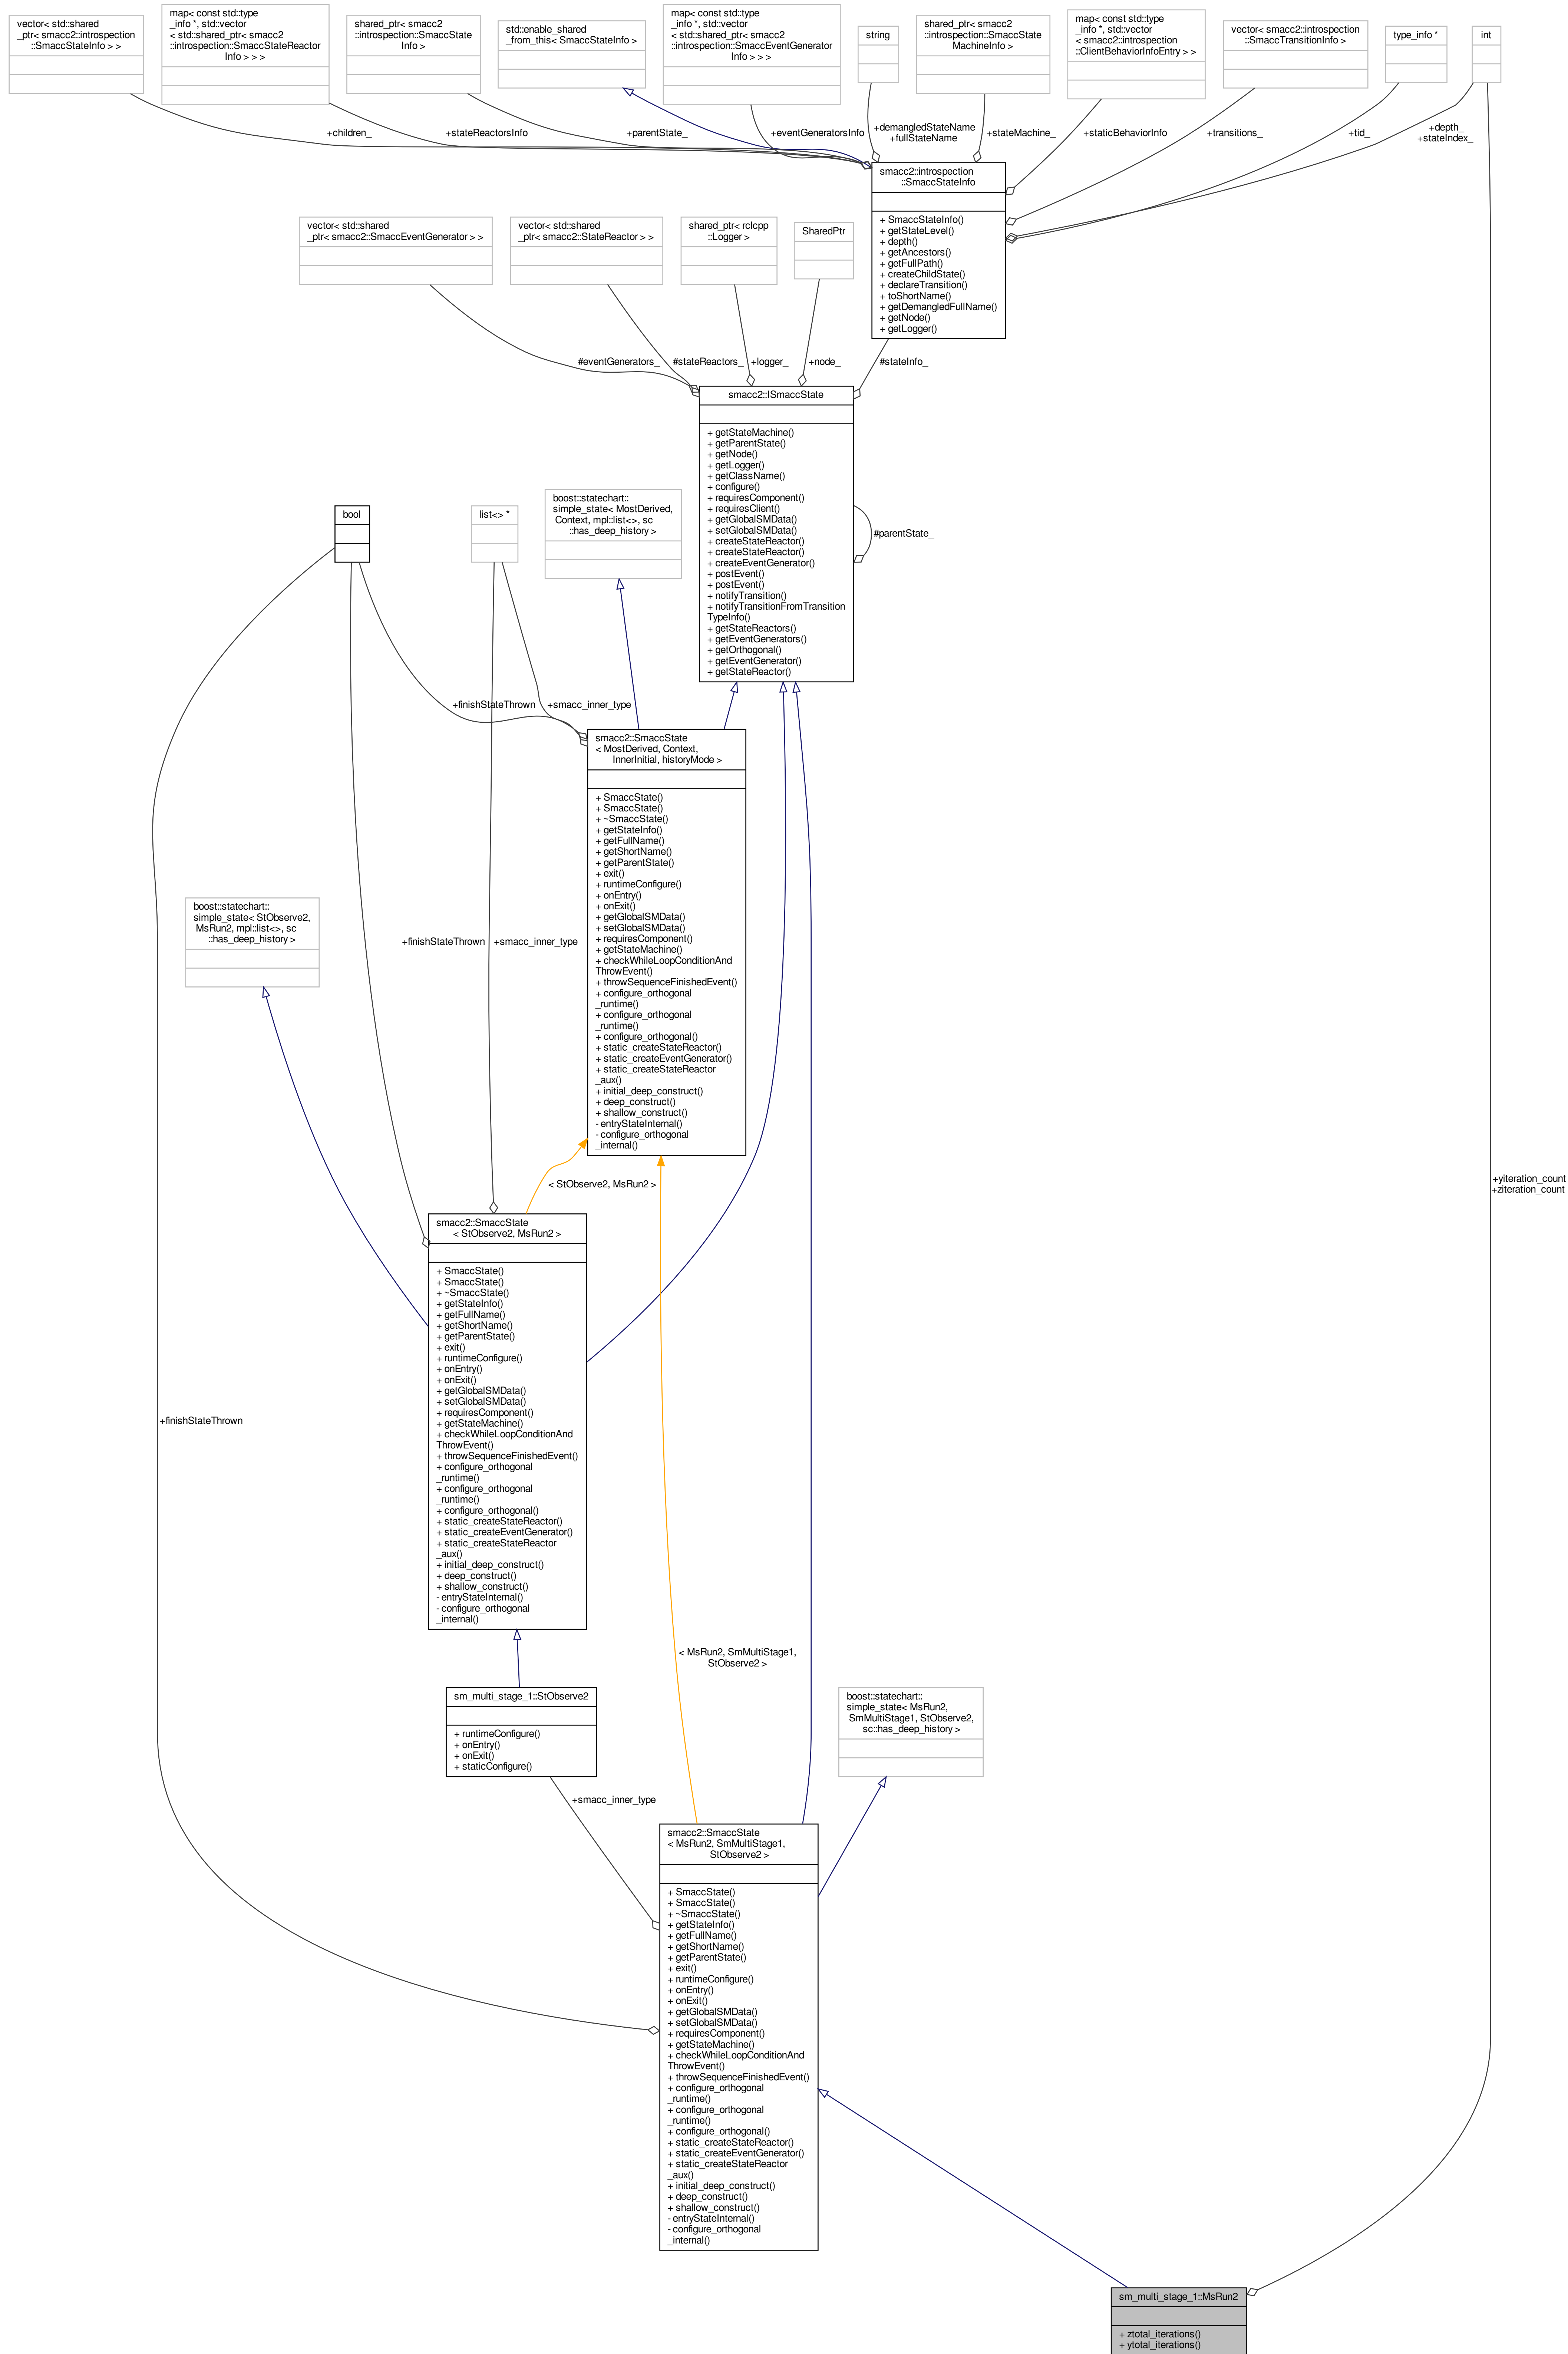 vector< std::shared
_ptr< smacc2::introspection
::SmaccStateInfo > >
map< const std::type
_info *, std::vector
< std::shared_ptr< smacc2
::introspection::SmaccStateReactor
Info > > >
shared_ptr< smacc2
::introspection::SmaccState
Info >
std::enable_shared
_from_this< SmaccStateInfo >
map< const std::type
_info *, std::vector
< std::shared_ptr< smacc2
::introspection::SmaccEventGenerator
Info > > >
string
shared_ptr< smacc2
::introspection::SmaccState
MachineInfo >
map< const std::type
_info *, std::vector
< smacc2::introspection
::ClientBehaviorInfoEntry > >
vector< smacc2::introspection
::SmaccTransitionInfo >
type_info *
int
+children_
+stateReactorsInfo
+parentState_
+eventGeneratorsInfo
+demangledStateName
+fullStateName
+stateMachine_
+staticBehaviorInfo
+transitions_
+tid_
+depth_
+stateIndex_
smacc2::introspection
::SmaccStateInfo
+ SmaccStateInfo()
+ getStateLevel()
+ depth()
+ getAncestors()
+ getFullPath()
+ createChildState()
+ declareTransition()
+ toShortName()
+ getDemangledFullName()
+ getNode()
+ getLogger()
vector< std::shared
_ptr< smacc2::SmaccEventGenerator > >
vector< std::shared
_ptr< smacc2::StateReactor > >
shared_ptr< rclcpp
::Logger >
SharedPtr
#eventGenerators_
#stateReactors_
+logger_
+node_
#stateInfo_
smacc2::ISmaccState
+ getStateMachine()
+ getParentState()
+ getNode()
+ getLogger()
+ getClassName()
+ configure()
+ requiresComponent()
+ requiresClient()
+ getGlobalSMData()
+ setGlobalSMData()
+ createStateReactor()
+ createStateReactor()
+ createEventGenerator()
+ postEvent()
+ postEvent()
+ notifyTransition()
+ notifyTransitionFromTransition
TypeInfo()
+ getStateReactors()
+ getEventGenerators()
+ getOrthogonal()
+ getEventGenerator()
+ getStateReactor()
#parentState_
bool
list<> *
boost::statechart::
simple_state< MostDerived,
Context, mpl::list<>, sc
::has_deep_history >
+finishStateThrown
+smacc_inner_type
smacc2::SmaccState
< MostDerived, Context,
InnerInitial, historyMode >
+ SmaccState()
+ SmaccState()
+ ~SmaccState()
+ getStateInfo()
+ getFullName()
+ getShortName()
+ getParentState()
+ exit()
+ runtimeConfigure()
+ onEntry()
+ onExit()
+ getGlobalSMData()
+ setGlobalSMData()
+ requiresComponent()
+ getStateMachine()
+ checkWhileLoopConditionAnd
ThrowEvent()
+ throwSequenceFinishedEvent()
+ configure_orthogonal
_runtime()
+ configure_orthogonal
_runtime()
+ configure_orthogonal()
+ static_createStateReactor()
+ static_createEventGenerator()
+ static_createStateReactor
_aux()
+ initial_deep_construct()
+ deep_construct()
+ shallow_construct()
- entryStateInternal()
- configure_orthogonal
_internal()
boost::statechart::
simple_state< StObserve2,
MsRun2, mpl::list<>, sc
::has_deep_history >
+finishStateThrown
+smacc_inner_type
< StObserve2, MsRun2 >
+yiteration_count
+ziteration_count
smacc2::SmaccState
< StObserve2, MsRun2 >
+ SmaccState()
+ SmaccState()
+ ~SmaccState()
+ getStateInfo()
+ getFullName()
+ getShortName()
+ getParentState()
+ exit()
+ runtimeConfigure()
+ onEntry()
+ onExit()
+ getGlobalSMData()
+ setGlobalSMData()
+ requiresComponent()
+ getStateMachine()
+ checkWhileLoopConditionAnd
ThrowEvent()
+ throwSequenceFinishedEvent()
+ configure_orthogonal
_runtime()
+ configure_orthogonal
_runtime()
+ configure_orthogonal()
+ static_createStateReactor()
+ static_createEventGenerator()
+ static_createStateReactor
_aux()
+ initial_deep_construct()
+ deep_construct()
+ shallow_construct()
- entryStateInternal()
- configure_orthogonal
_internal()
+finishStateThrown
< MsRun2, SmMultiStage1,
StObserve2 >
sm_multi_stage_1::StObserve2
+ runtimeConfigure()
+ onEntry()
+ onExit()
+ staticConfigure()
boost::statechart::
simple_state< MsRun2,
SmMultiStage1, StObserve2,
sc::has_deep_history >
+smacc_inner_type
smacc2::SmaccState
< MsRun2, SmMultiStage1,
StObserve2 >
+ SmaccState()
+ SmaccState()
+ ~SmaccState()
+ getStateInfo()
+ getFullName()
+ getShortName()
+ getParentState()
+ exit()
+ runtimeConfigure()
+ onEntry()
+ onExit()
+ getGlobalSMData()
+ setGlobalSMData()
+ requiresComponent()
+ getStateMachine()
+ checkWhileLoopConditionAnd
ThrowEvent()
+ throwSequenceFinishedEvent()
+ configure_orthogonal
_runtime()
+ configure_orthogonal
_runtime()
+ configure_orthogonal()
+ static_createStateReactor()
+ static_createEventGenerator()
+ static_createStateReactor
_aux()
+ initial_deep_construct()
+ deep_construct()
+ shallow_construct()
- entryStateInternal()
- configure_orthogonal
_internal()
sm_multi_stage_1::MsRun2
+ ztotal_iterations()
+ ytotal_iterations()